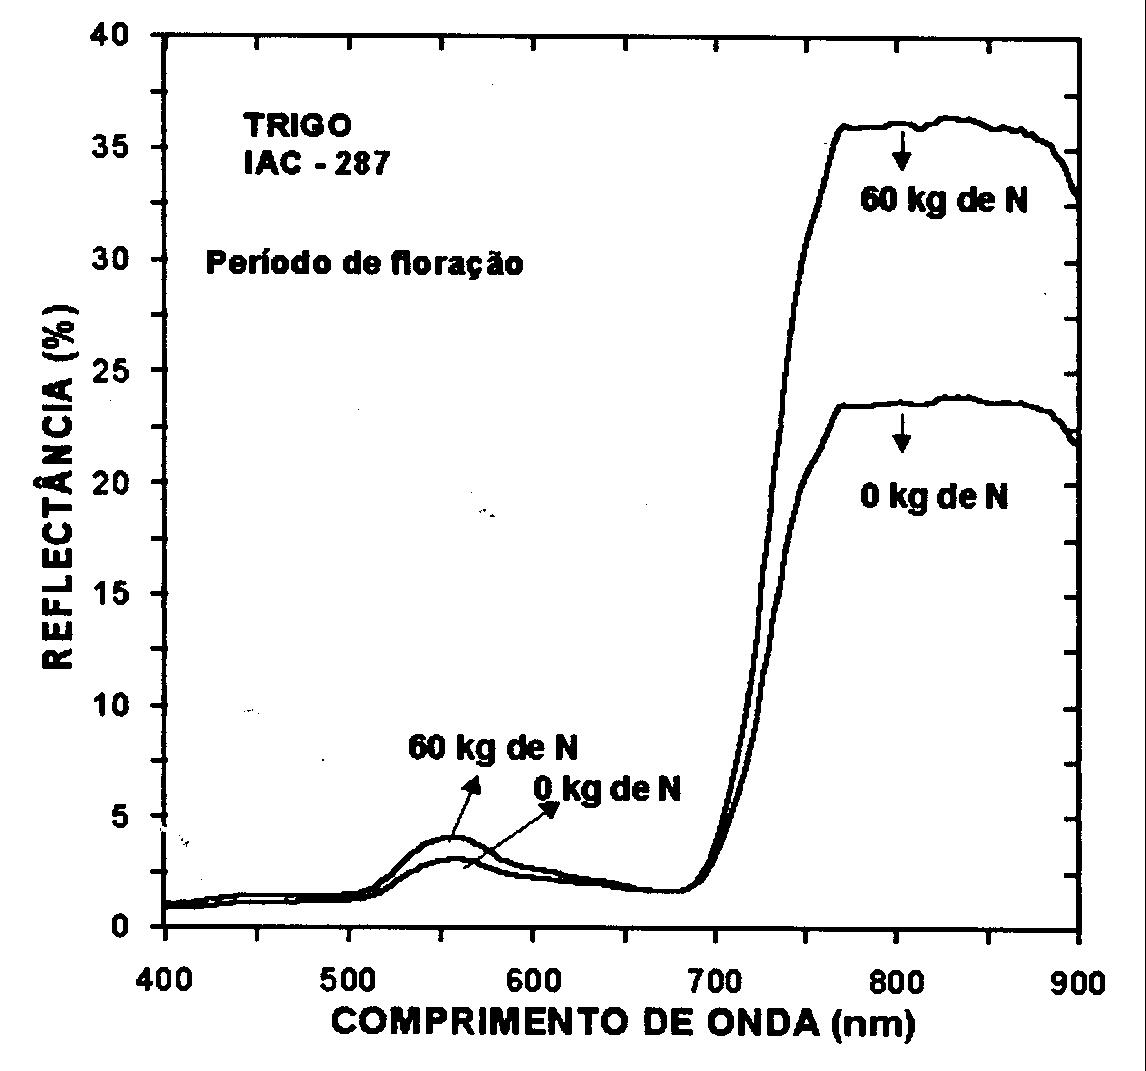 40
35
30
25
20
15
10
5
0
REFLECTÂNCIA (%)
TRIGO
IAC - 287
Período de floração
60 kg de N
0 kg de N
60 kg de N
0 kg de N
400 500 600 700 800 900
COMPRIMENTO DE ONDA (nm)